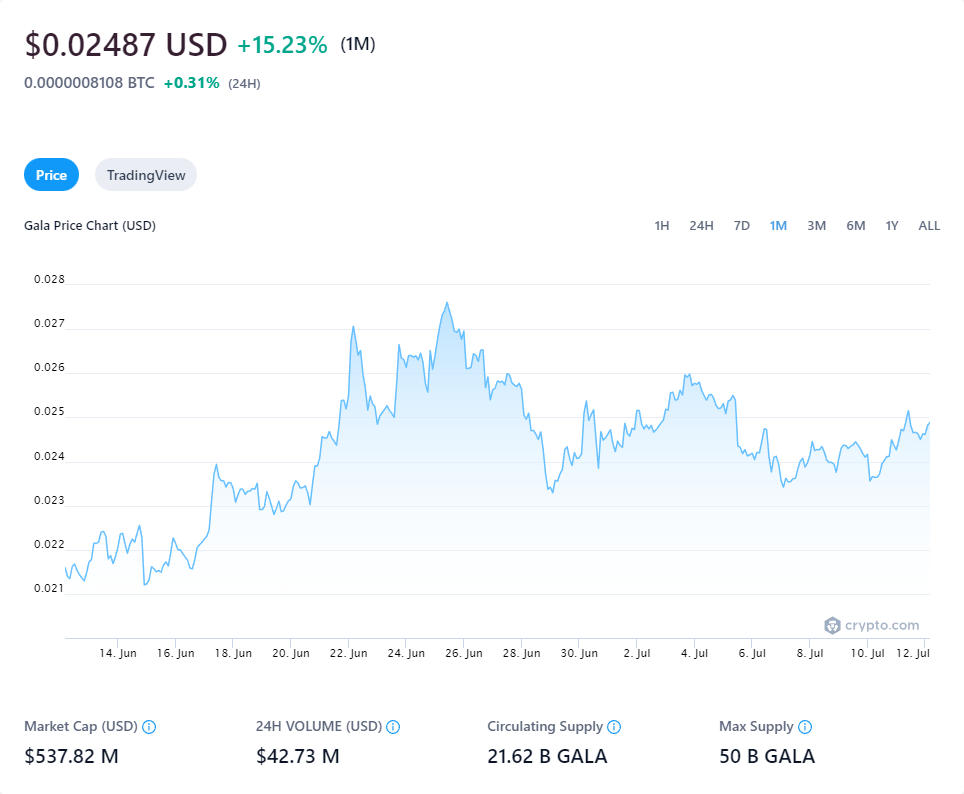 $0.02487 USD +15.23% (1M)
0.0000008108 BTC +0.31% (24H)
Price TradingView
Gala Price Chart (USD) 1H 24H 7D 1M 3M 6M 1Y ALL
0.028
0.027
0.026
0.025
0.024
0.023
0.022
0.021
crypto.com
14. Jun 16. Jun 18. Jun 20. Jun 22. Jun 24. Jun 26. Jun 28. Jun 30. Jun 2. Jul 4. Jul 6. Jul 8. Jul 10. Jul 12. Jul
Market Cap (USD) 24H VOLUME (USD) Circulating Supply Max Supply
$537.82 M $42.73 M 21.62 B GALA 50 B GALA